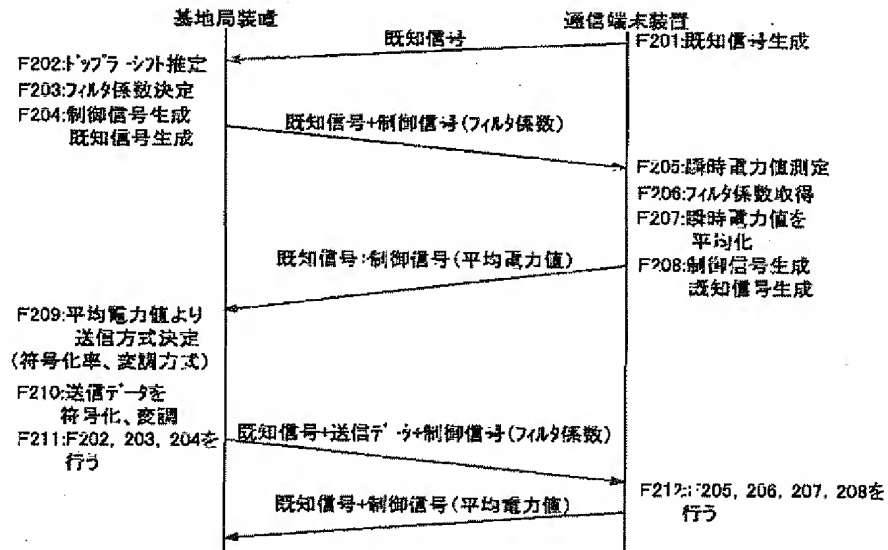 基地局装置
通信端末装置
既知信号
F201:既知信号生成
F202:ドップラーシフト推定
F203:フィルタ係数決定
F204:制御信号生成
既知信号生成
既知信号+制御信号(フィルタ係数)
F205:瞬時電力値測定
F206:フィルタ係数取得
F207:瞬時電力値を
平均化
既知信号:制御信号(平均電力値)
F208:制御信号生成
既知信号生成
F209:平均電力値より
送信方式決定
(符号化率、変調方式)
F210:送信データを
符号化、変調
F211:F202, 203, 204を
行う
既知信号+送信データ+制御信号(フィルタ係数)
F212:F205, 206, 207, 208を
行う
既知信号+制御信号(平均電力値)